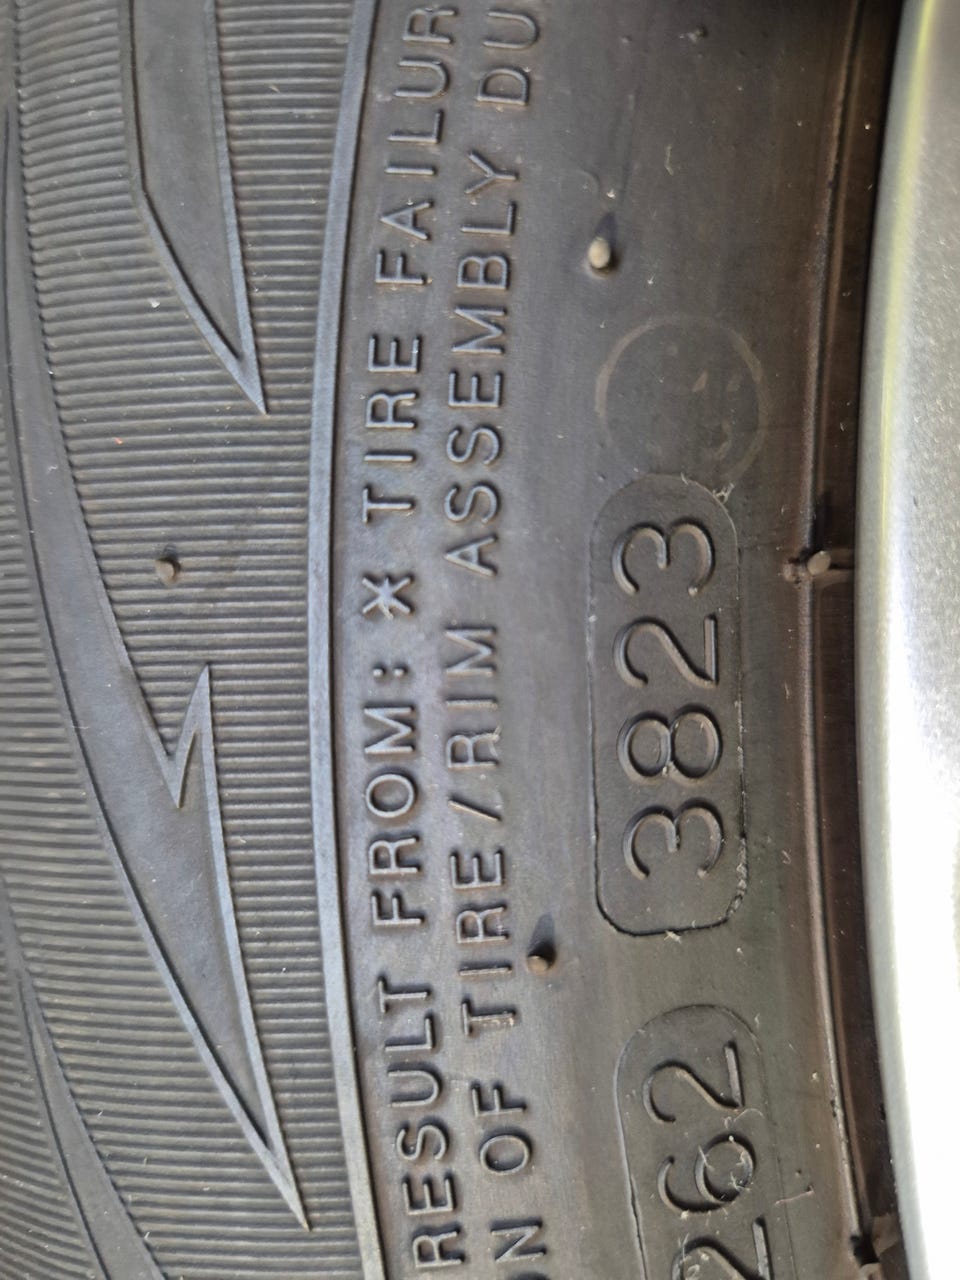 RESULT FROM: * TIRE FAILUR
N OF TIRE/RIM ASSEMBLY DU
262 3823